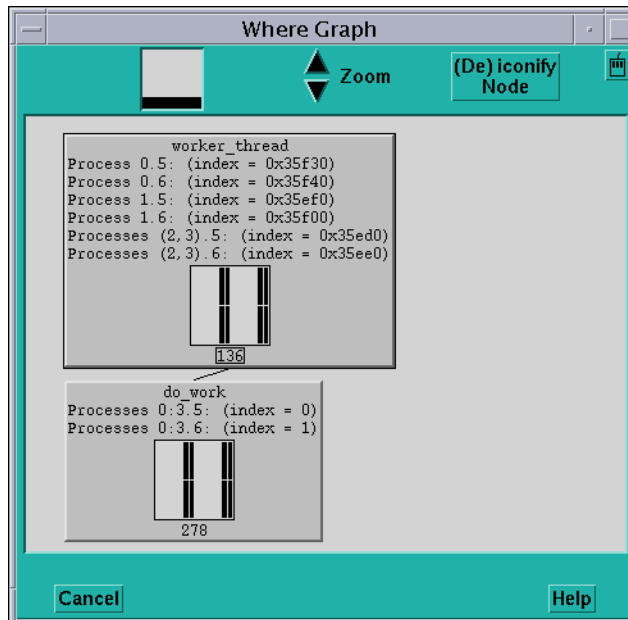 Where Graph
Zoom
(De) iconify
Node
worker_thread
Process 0.5: (index = 0x35f30)
Process 0.6: (index = 0x35f40)
Process 1.5: (index = 0x35ef0)
Process 1.6: (index = 0x35f00)
Processes (2,3).5: (index = 0x35ed0)
Processes (2,3).6: (index = 0x35ee0)
136
do_work
Processes 0:3.5: (index = 0)
Processes 0:3.6: (index = 1)
278
Cancel
Help